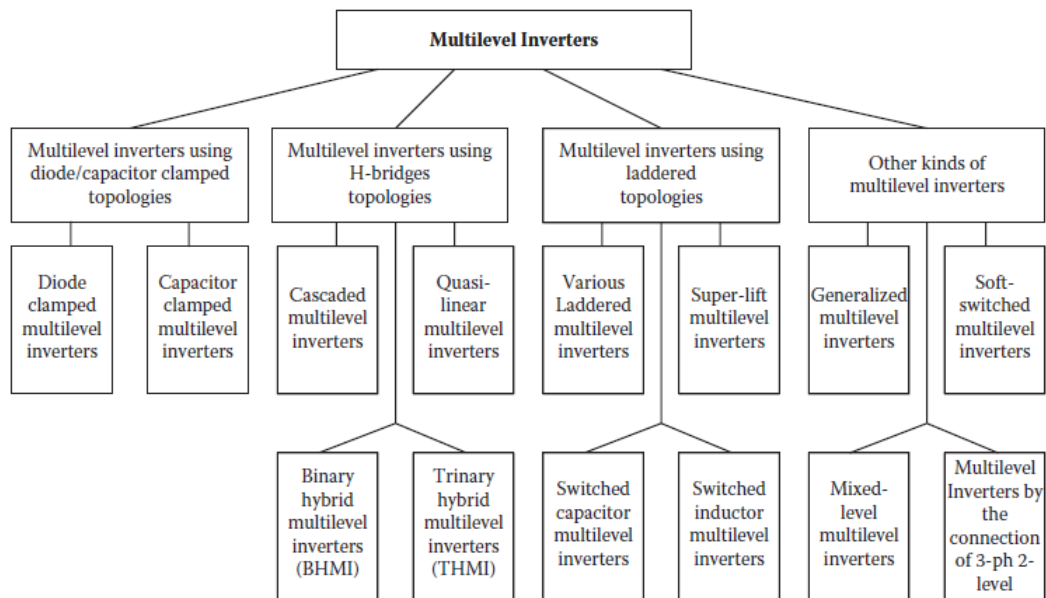 Multilevel Inverters
Multilevel inverters using
diode/capacitor clamped
topologies
Multilevel inverters using
H-bridges
topologies
Multilevel inverters using
laddered
topologies
Other kinds of
multilevel inverters
Diode
clamped
multilevel
inverters
Capacitor
clamped
multilevel
inverters
Cascaded
multilevel
inverters
Quasi-
linear
multilevel
inverters
Various
Laddered
multilevel
inverters
Super-lift
multilevel
inverters
Generalized
multilevel
inverters
Soft-
switched
multilevel
inverters
Binary
hybrid
multilevel
inverters
(BHMI)
Trinary
hybrid
multilevel
inverters
(THMI)
Switched
capacitor
multilevel
inverters
Switched
inductor
multilevel
inverters
Mixed-
level
multilevel
inverters
Multilevel
Inverters by
the
connection
of 3-ph 2-
level